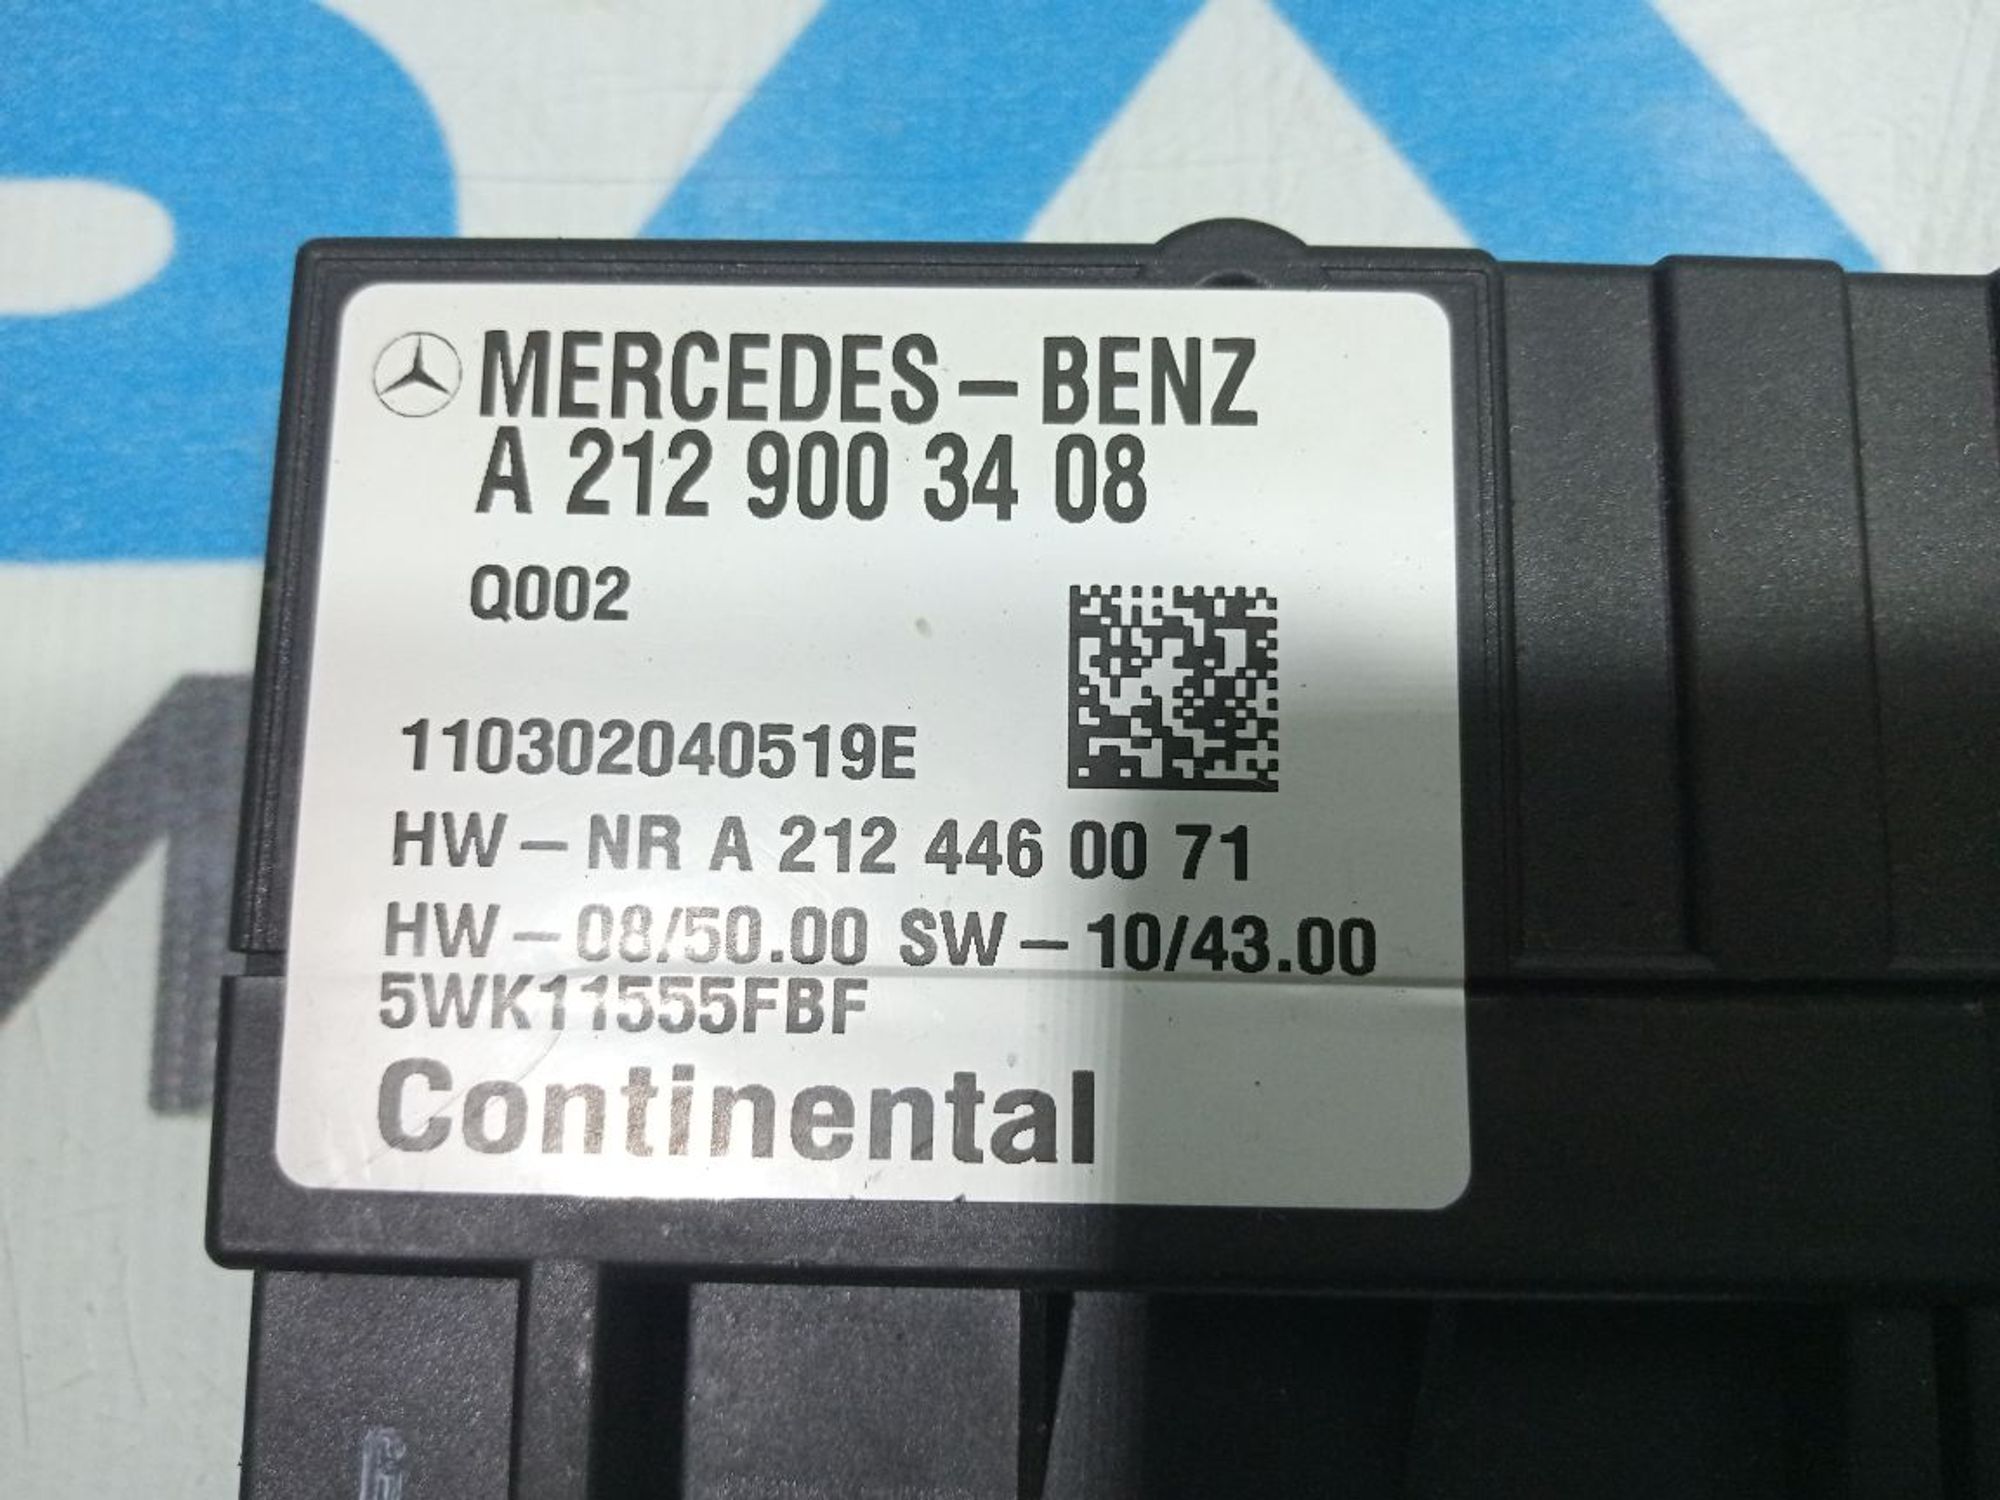 MERCEDES-BENZ
A 212 900 34 08
Q002
110302040519E
HW-NR A 212 446 00 71
HW-08/50.00 SW-10/43.00
5WK11555FBF
Continental